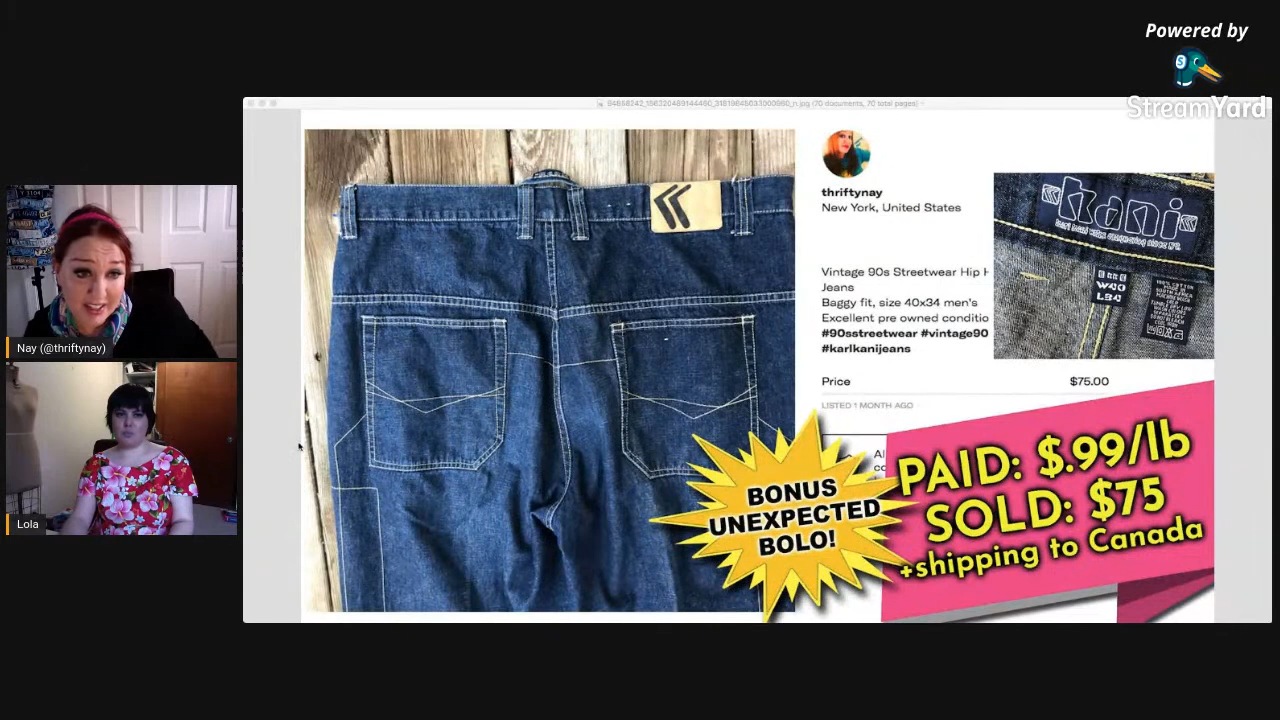 Powered by
StreamYard
Nay (@thriftynay)
Lola
thriftynay
New York, United States
Vintage 90s Streetwear Hip H
Jeans
Baggy fit, size 40x34 men's
Excellent pre owned conditio
#90sstreetwear #vintage90
#karlkanijeans
Price $75.00
LISTED 1 MONTH AGO
kani
W40
L34
BONUS
UNEXPECTED
BOLO!
PAID: $.99/lb
SOLD: $75
+shipping to Canada